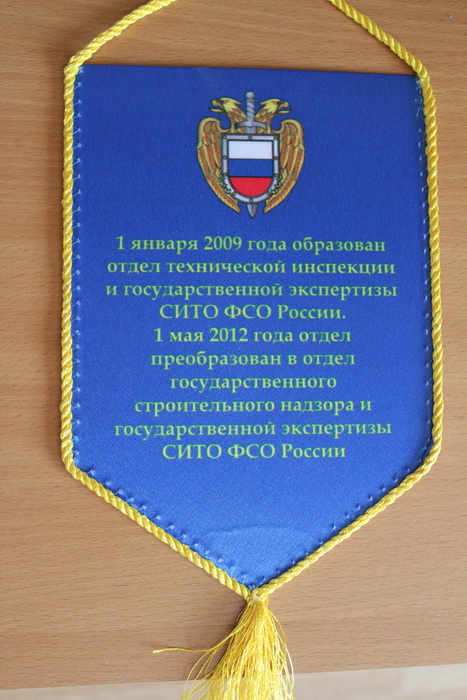 1 января 2009 года образован
отдел технической инспекции
и государственной экспертизы
СИТО ФСО России.
1 мая 2012 года отдел
преобразован в отдел
государственного
строительного надзора и
государственной экспертизы
СИТО ФСО России